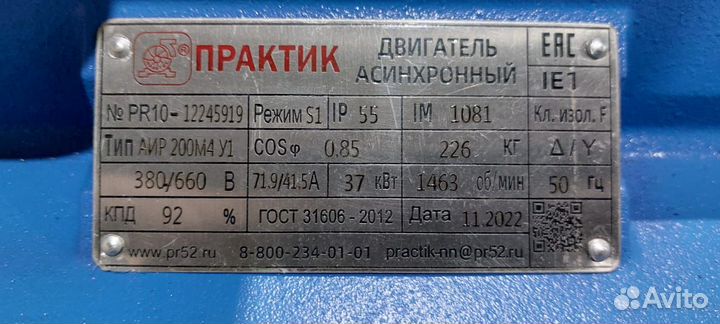 ПРАКТИК®
ДВИГАТЕЛЬ
АСИНХРОННЫЙ
EAC
IE1
№ PR10-12245919 Режим S1 IP 55 IM 1081 Кл. изол. F
Тип АИР 200М4 У1 COSφ 0.85 226 кг Δ/Y
380/660 В 71.9/41.5А 37 кВт 1463 об/мин 50 Гц
КПД 92 % ГОСТ 31606-2012 Дата 11.2022
www.pr52.ru 8-800-234-01-01 practik-nn@pr52.ru
Avito